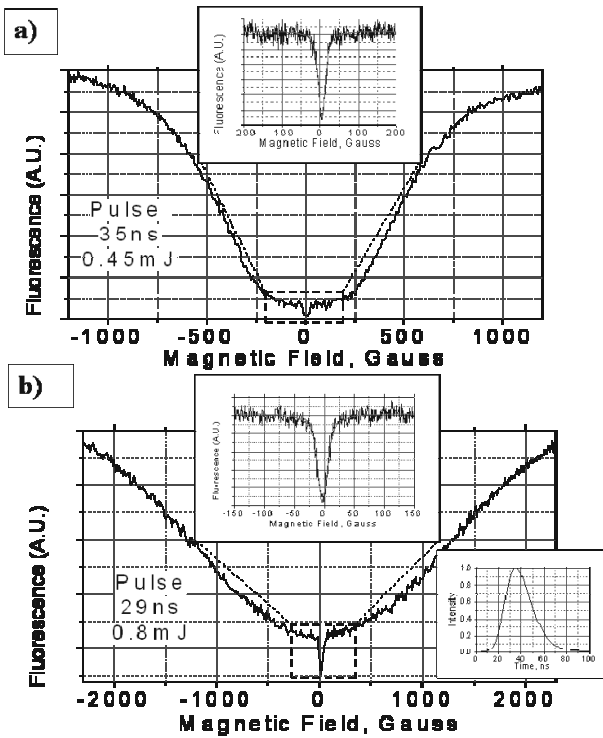 a)
Fluorescence (A.U.)
200 100 0 100 200
Magnetic Field, Gauss
Fluorescence (A.U.)
Pulse
35ns
0.45mJ
-1000 -500 0 500 1000
Magnetic Field, Gauss
b)
Fluorescence (A.U.)
-150 -100 -50 0 50 100 150
Magnetic Field, Gauss
Fluorescence (A.U.)
Pulse
29ns
0.8mJ
Intensity
1.0
0.8
0.6
0.4
0.2
0.0
0 20 40 60 80 100
Time, ns
-2000 -1000 0 1000 2000
Magnetic Field, Gauss